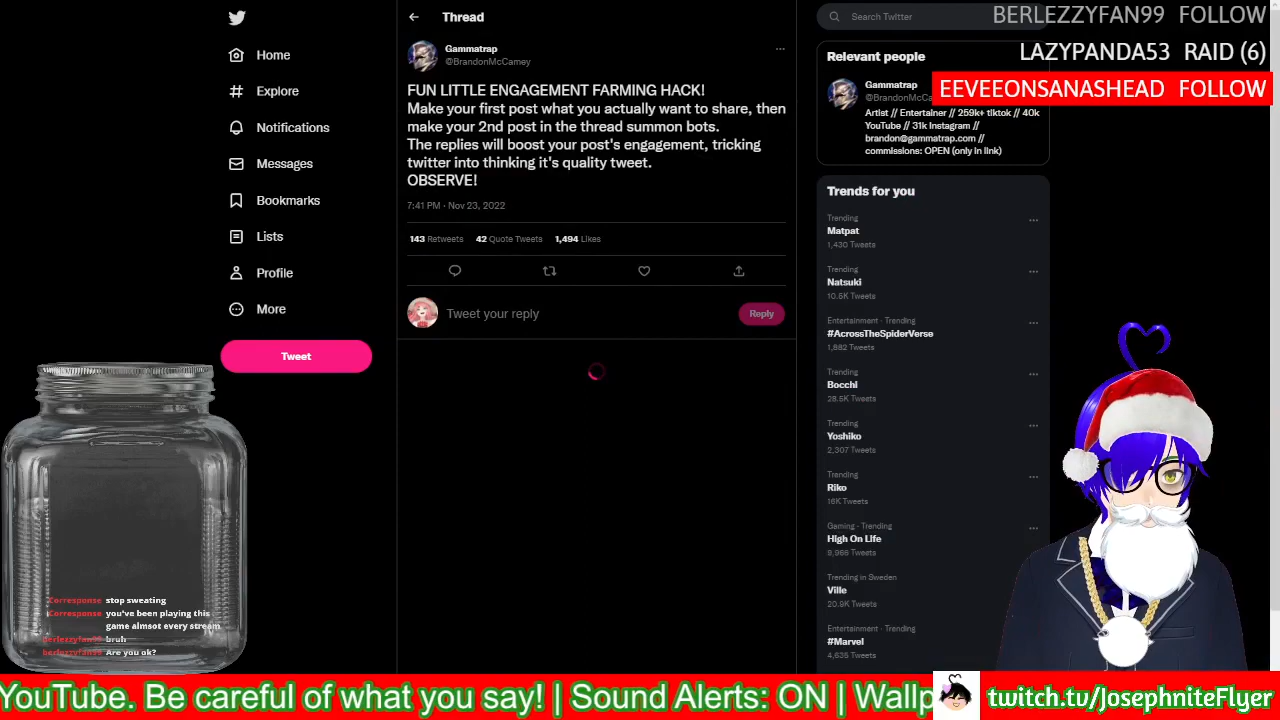 Home
Explore
Notifications
Messages
Bookmarks
Lists
Profile
More
Tweet
Corresponse stop sweating
Corresponse you've been playing this
game almsot every stream
berlezzyfan99 bruh
berlezzyfan99 Are you ok?
Thread
Gammatrap
@BrandonMcCamey
FUN LITTLE ENGAGEMENT FARMING HACK!
Make your first post what you actually want to share, then
make your 2nd post in the thread summon bots.
The replies will boost your post's engagement, tricking
twitter into thinking it's quality tweet.
OBSERVE!
7:41 PM · Nov 23, 2022
143 Retweets 42 Quote Tweets 1,494 Likes
Tweet your reply
Reply
Search Twitter
BERLEZZYFAN99 FOLLOW
LAZYPANDA53 RAID (6)
EEVEEONSANASHEAD FOLLOW
Relevant people
Gammatrap
@BrandonMcCa
Artist // Entertainer // 259k+ tiktok // 40k
YouTube // 31k Instagram //
brandon@gammatrap.com //
commissions: OPEN (only in link)
Trends for you
Trending
Matpat
1,430 Tweets
Trending
Natsuki
10.5K Tweets
Entertainment · Trending
#AcrossTheSpiderVerse
1,882 Tweets
Trending
Bocchi
28.5K Tweets
Trending
Yoshiko
2,307 Tweets
Trending
Riko
16K Tweets
Gaming · Trending
High On Life
9,966 Tweets
Trending in Sweden
Ville
20.9K Tweets
Entertainment · Trending
#Marvel
4,635 Tweets
YouTube. Be careful of what you say! | Sound Alerts: ON | Wallp
twitch.tv/JosephniteFlyer